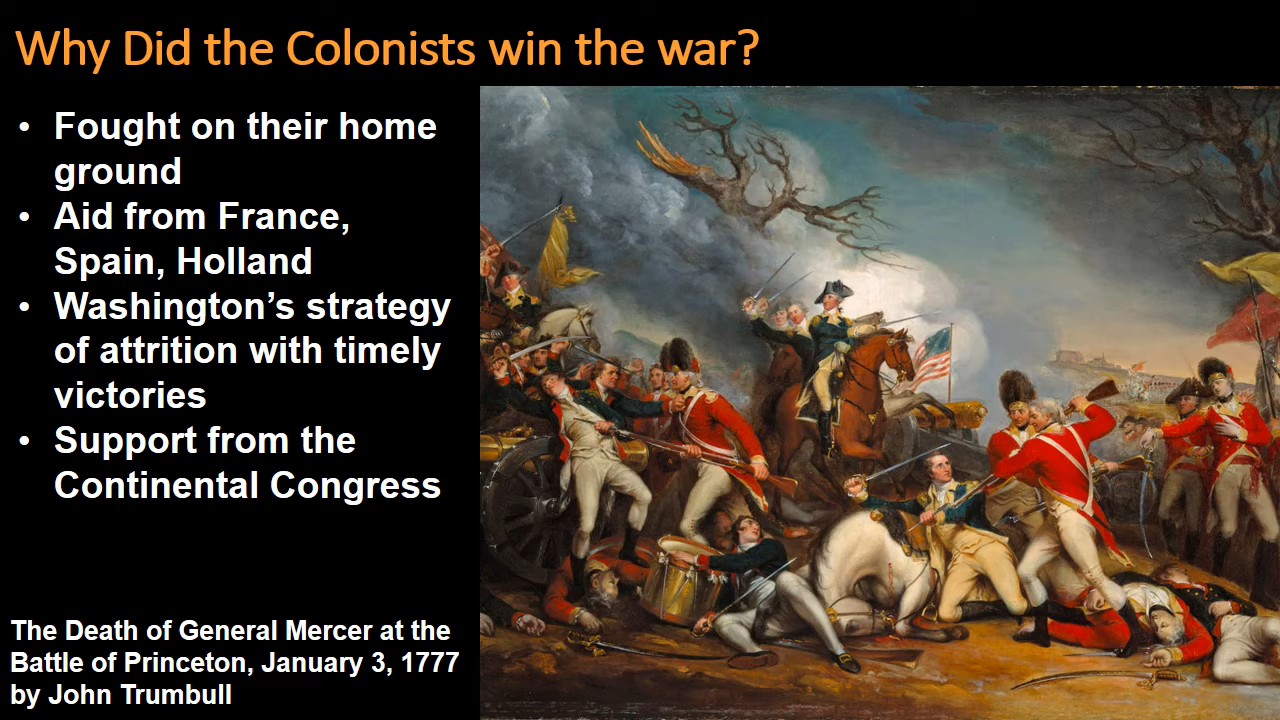 Why Did the Colonists win the war?
• Fought on their home
ground
• Aid from France,
Spain, Holland
• Washington’s strategy
of attrition with timely
victories
• Support from the
Continental Congress
The Death of General Mercer at the
Battle of Princeton, January 3, 1777
by John Trumbull